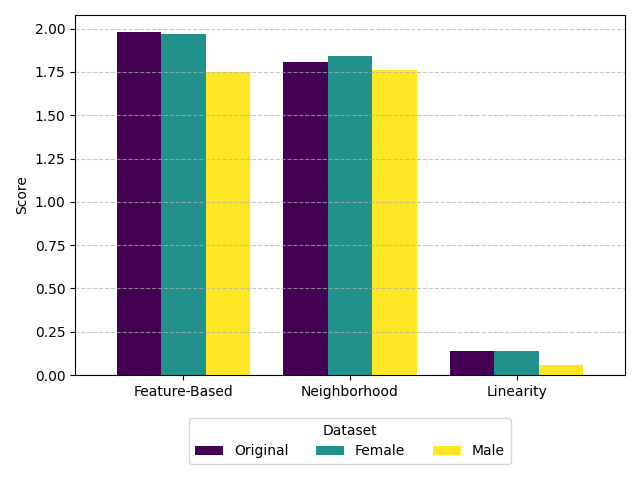 2.00
1.75
1.50
1.25
1.00
0.75
0.50
0.25
0.00
Score
Feature-Based Neighborhood Linearity
Dataset
Original Female Male